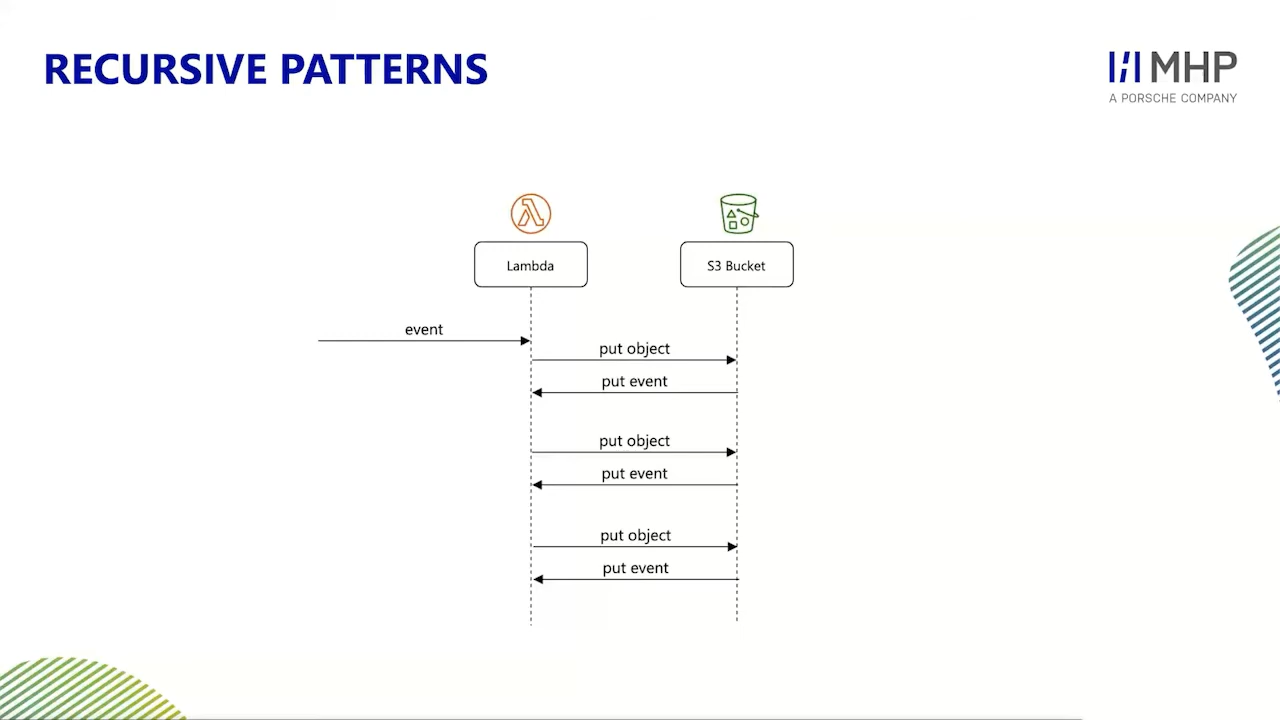 RECURSIVE PATTERNS
MHP
A PORSCHE COMPANY
Lambda
S3 Bucket
event
put object
put event
put object
put event
put object
put event